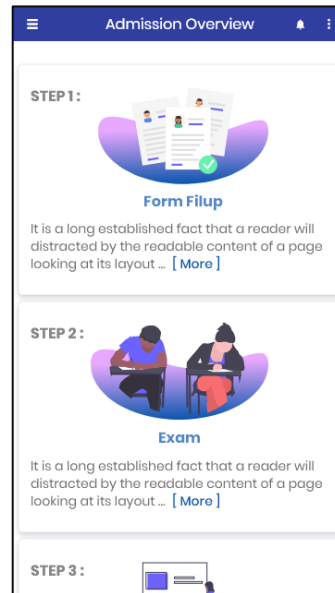 Admission Overview
STEP 1 :
Form Filup
It is a long established fact that a reader will
distracted by the readable content of a page
looking at its layout ... [ More ]
STEP 2 :
Exam
It is a long established fact that a reader will
distracted by the readable content of a page
looking at its layout ... [ More ]
STEP 3 :